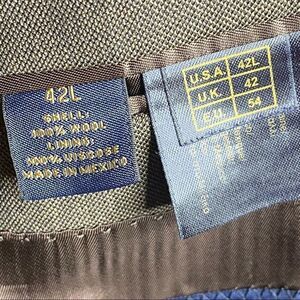 42L
SHELL:
100% WOOL
LINING:
100% VISCOSE
MADE IN MEXICO
U.S.A. 42L
U.K. 42
E.U. 54